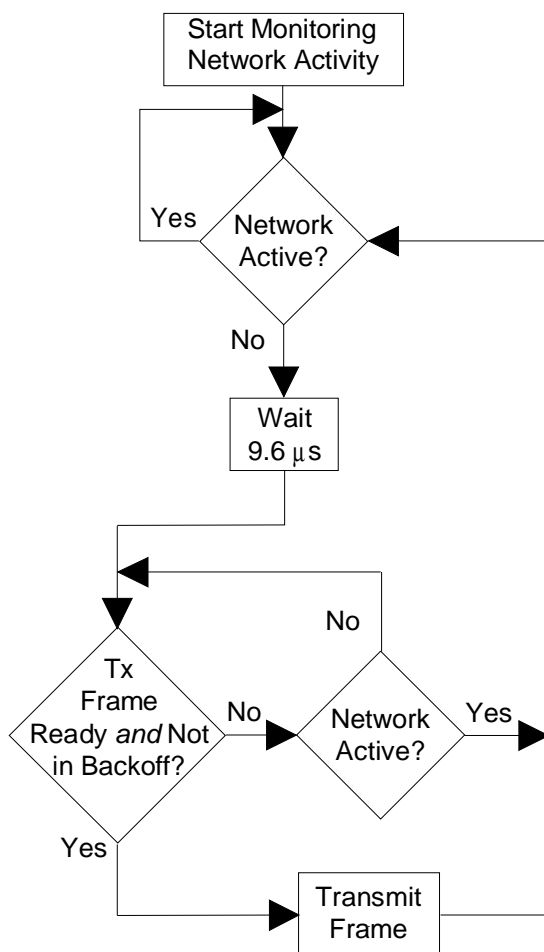 Start Monitoring
Network Activity
Yes
Network
Active?
No
Wait
9.6 μs
No
Tx
Frame
Ready and Not
in Backoff?
No
Network
Active?
Yes
Yes
Transmit
Frame